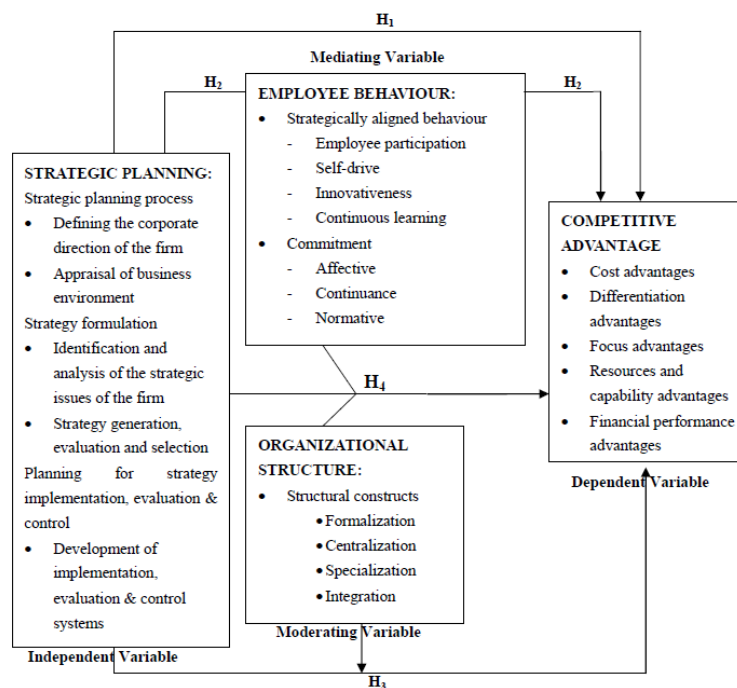 H₁
Mediating Variable
H₂
EMPLOYEE BEHAVIOUR:
• Strategically aligned behaviour
- Employee participation
- Self-drive
- Innovativeness
- Continuous learning
• Commitment
- Affective
- Continuance
- Normative
H₂
STRATEGIC PLANNING:
Strategic planning process
• Defining the corporate
direction of the firm
• Appraisal of business
environment
Strategy formulation
• Identification and
analysis of the strategic
issues of the firm
• Strategy generation,
evaluation and selection
Planning for strategy
implementation, evaluation &
control
• Development of
implementation,
evaluation & control
systems
Independent Variable
COMPETITIVE
ADVANTAGE
• Cost advantages
• Differentiation
advantages
• Focus advantages
• Resources and
capability advantages
• Financial performance
advantages
Dependent Variable
H₄
ORGANIZATIONAL
STRUCTURE:
• Structural constructs
• Formalization
• Centralization
• Specialization
• Integration
Moderating Variable
H₃